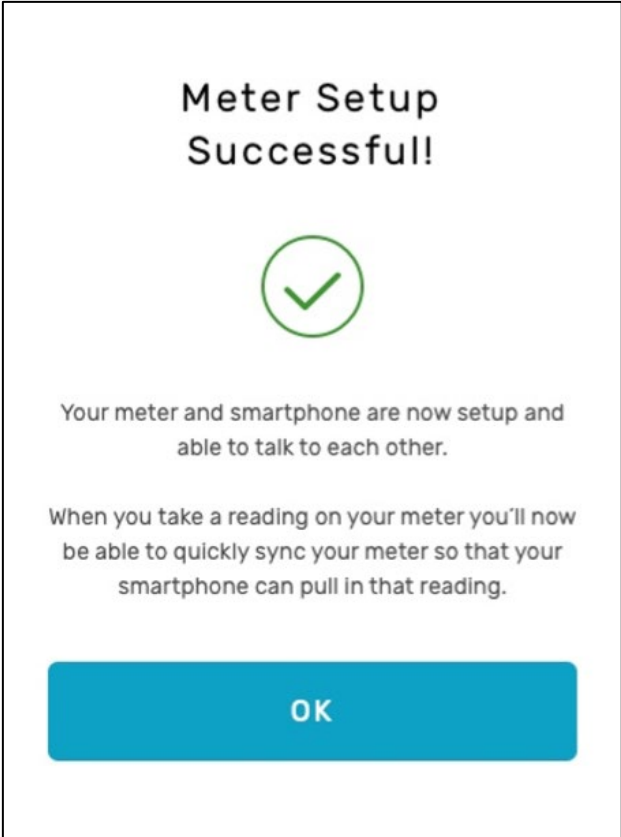 Meter Setup
Successful!
Your meter and smartphone are now setup and
able to talk to each other.
When you take a reading on your meter you'll now
be able to quickly sync your meter so that your
smartphone can pull in that reading.
OK